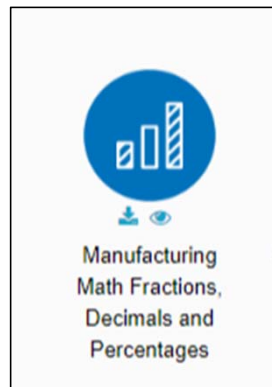 Manufacturing
Math Fractions,
Decimals and
Percentages